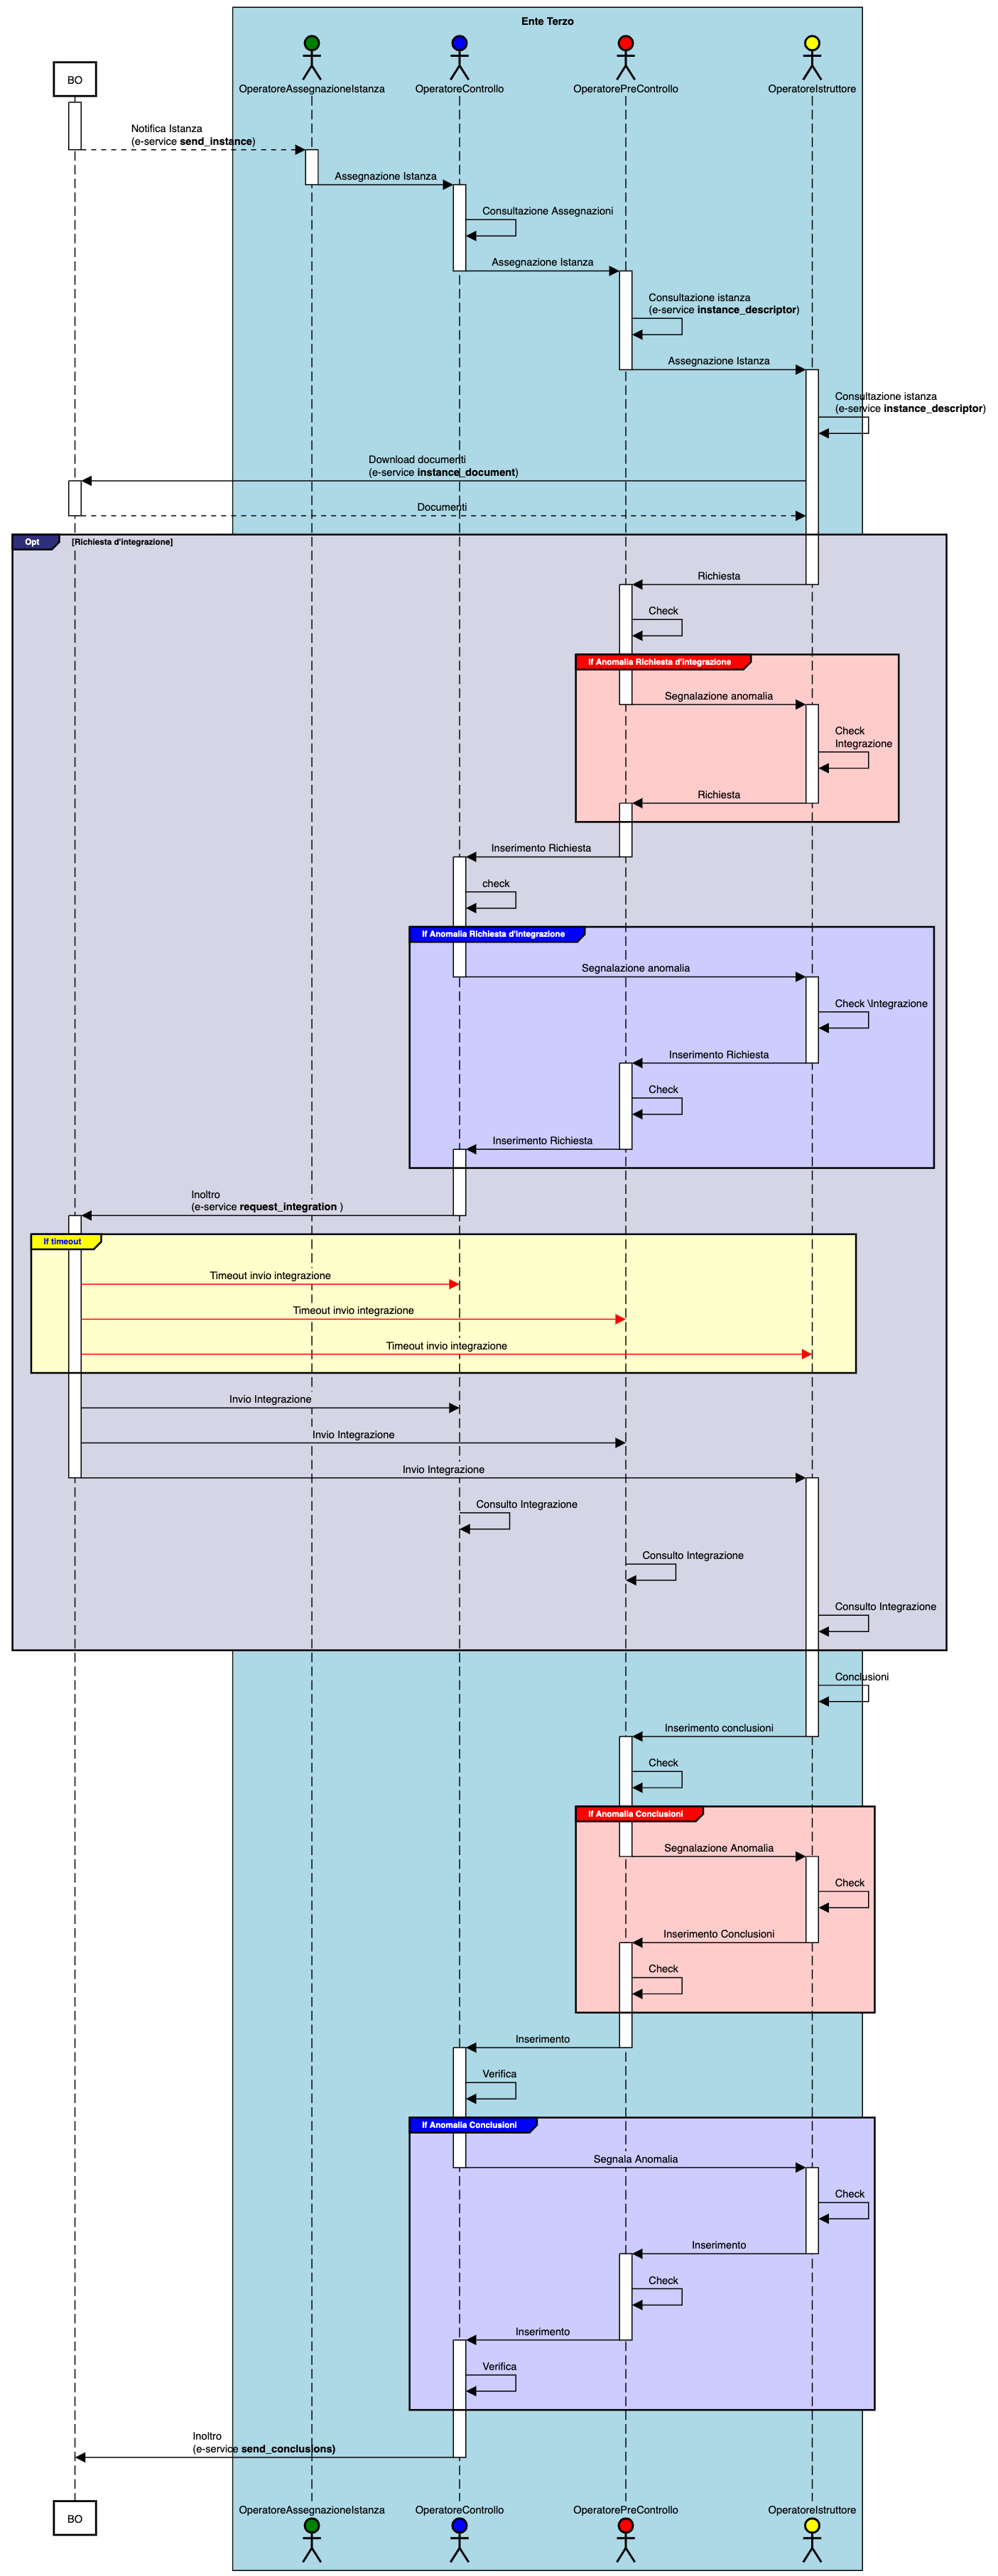 Ente Terzo
BO
OperatoreAssegnazioneIstanza
OperatoreControllo
OperatorePreControllo
OperatoreIstruttore
Notifica Istanza
(e-service send_instance)
Assegnazione Istanza
Consultazione Assegnazioni
Assegnazione Istanza
Consultazione istanza
(e-service instance_descriptor)
Assegnazione Istanza
Consultazione istanza
(e-service instance_descriptor)
Download documenti
(e-service instance_document)
Documenti
Opt
[Richiesta d'integrazione]
Richiesta
Check
If Anomalia Richiesta d'integrazione
Segnalazione anomalia
Check
Integrazione
Richiesta
Inserimento Richiesta
check
If Anomalia Richiesta d'integrazione
Segnalazione anomalia
Check \Integrazione
Inserimento Richiesta
Check
Inserimento Richiesta
Inoltro
(e-service request_integration )
If timeout
Timeout invio integrazione
Timeout invio integrazione
Timeout invio integrazione
Invio Integrazione
Invio Integrazione
Invio Integrazione
Consulto Integrazione
Consulto Integrazione
Consulto Integrazione
Conclusioni
Inserimento conclusioni
Check
If Anomalia Conclusioni
Segnalazione Anomalia
Check
Inserimento Conclusioni
Check
Inserimento
Verifica
If Anomalia Conclusioni
Segnala Anomalia
Check
Inserimento
Check
Inserimento
Verifica
Inoltro
(e-service send_conclusions)
BO
OperatoreAssegnazioneIstanza
OperatoreControllo
OperatorePreControllo
OperatoreIstruttore